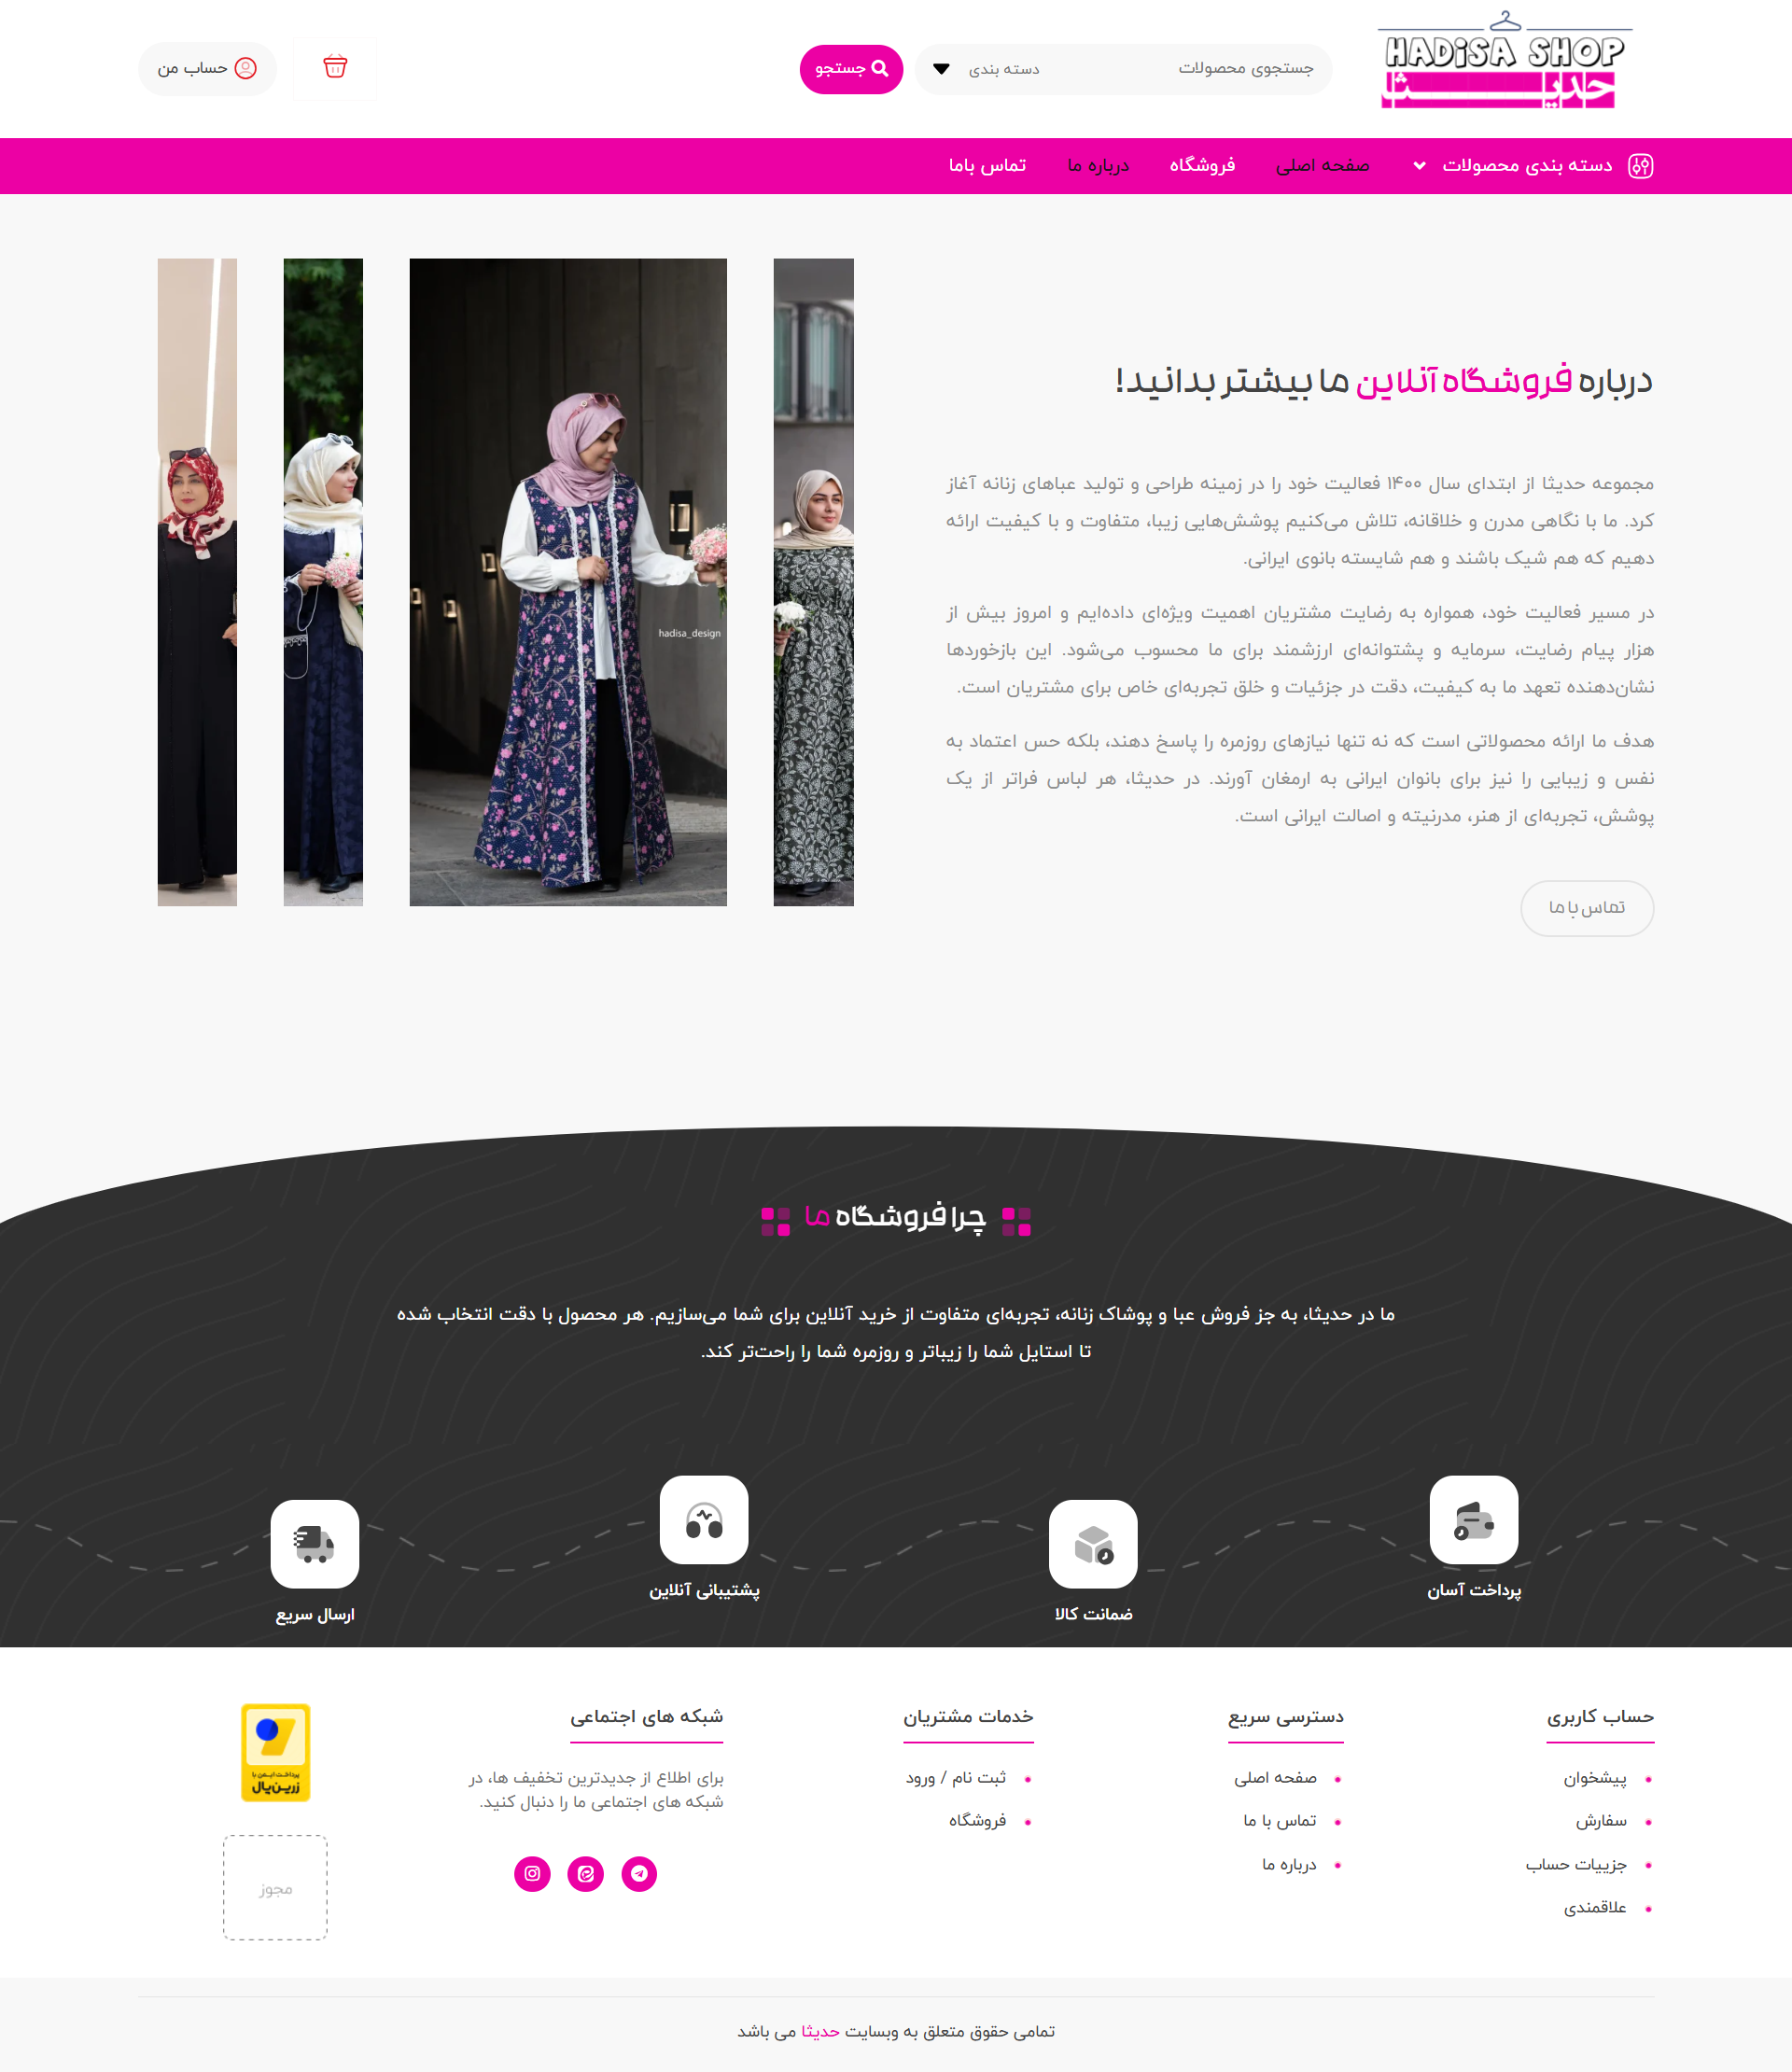 HADiSA SHOP
حدیثا
جستجوی محصولات
دسته بندی
جستجو
حساب من
دسته بندی محصولات
صفحه اصلی
فروشگاه
درباره ما
تماس باما
درباره فروشگاه آنلاین ما بیشتر بدانید!
مجموعه حدیثا از ابتدای سال ۱۴۰۰ فعالیت خود را در زمینه طراحی و تولید عباهای زنانه آغاز
کرد. ما با نگاهی مدرن و خلاقانه، تلاش می‌کنیم پوشش‌هایی زیبا، متفاوت و با کیفیت ارائه
دهیم که هم شیک باشند و هم شایسته بانوی ایرانی.
در مسیر فعالیت خود، همواره به رضایت مشتریان اهمیت ویژه‌ای داده‌ایم و امروز بیش از
هزار پیام رضایت، سرمایه و پشتوانه‌ای ارزشمند برای ما محسوب می‌شود. این بازخوردها
نشان‌دهنده تعهد ما به کیفیت، دقت در جزئیات و خلق تجربه‌ای خاص برای مشتریان است.
هدف ما ارائه محصولاتی است که نه تنها نیازهای روزمره را پاسخ دهند، بلکه حس اعتماد به
نفس و زیبایی را نیز برای بانوان ایرانی به ارمغان آورند. در حدیثا، هر لباس فراتر از یک
پوشش، تجربه‌ای از هنر، مدرنیته و اصالت ایرانی است.
تماس با ما
hadisa_design
چرا فروشگاه ما
ما در حدیثا، به جز فروش عبا و پوشاک زنانه، تجربه‌ای متفاوت از خرید آنلاین برای شما می‌سازیم. هر محصول با دقت انتخاب شده
تا استایل شما را زیباتر و روزمره شما را راحت‌تر کند.
پرداخت آسان
ضمانت کالا
پشتیبانی آنلاین
ارسال سریع
حساب کاربری
پیشخوان
سفارش
جزییات حساب
علاقمندی
دسترسی سریع
صفحه اصلی
تماس با ما
درباره ما
خدمات مشتریان
ثبت نام / ورود
فروشگاه
شبکه های اجتماعی
برای اطلاع از جدیدترین تخفیف ها، در
شبکه های اجتماعی ما را دنبال کنید.
پرداخت ایمن با
زرین‌پال
مجوز
تمامی حقوق متعلق به وبسایت حدیثا می باشد